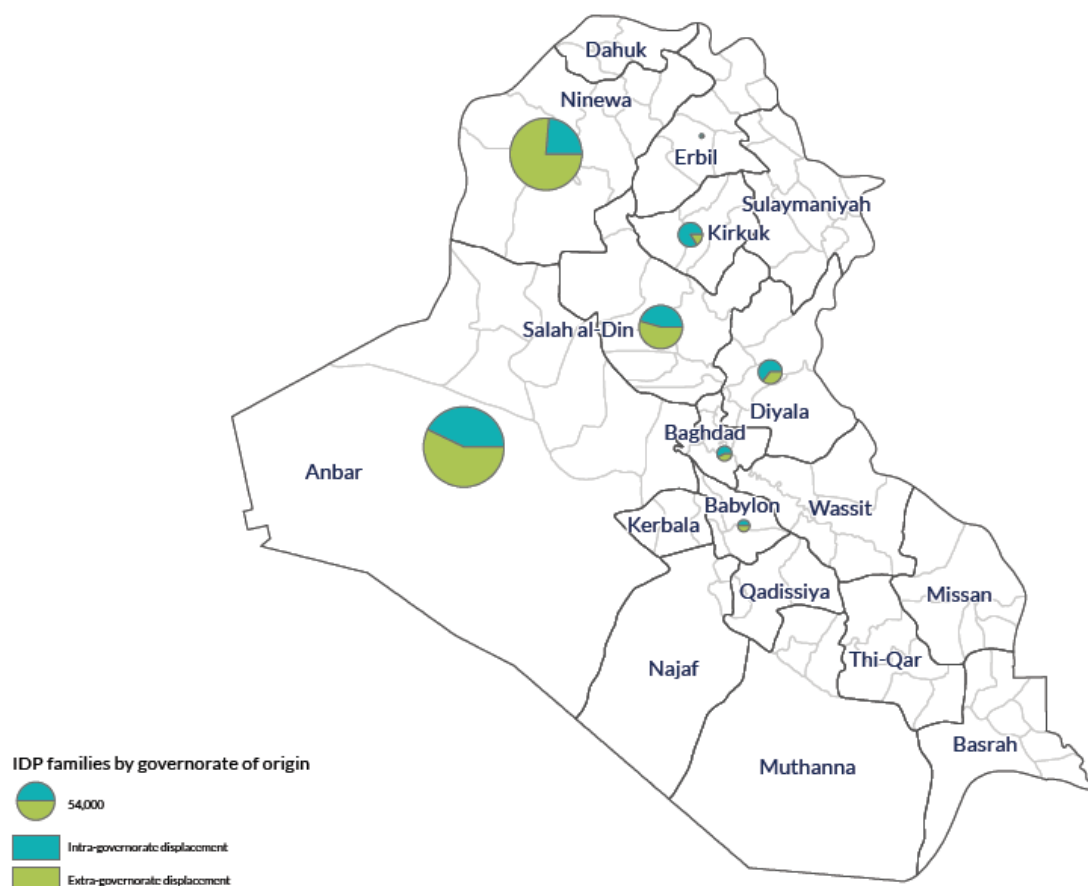 Dahuk
Ninewa
Erbil
Sulaymaniyah
Kirkuk
Salah al-Din
Diyala
Baghdad
Anbar
Babylon
Wassit
Kerbala
Qadissiya
Missan
Thi-Qar
Najaf
Basrah
Muthanna
IDP families by governorate of origin
54,000
Intra-governorate displacement
Extra-governorate displacement